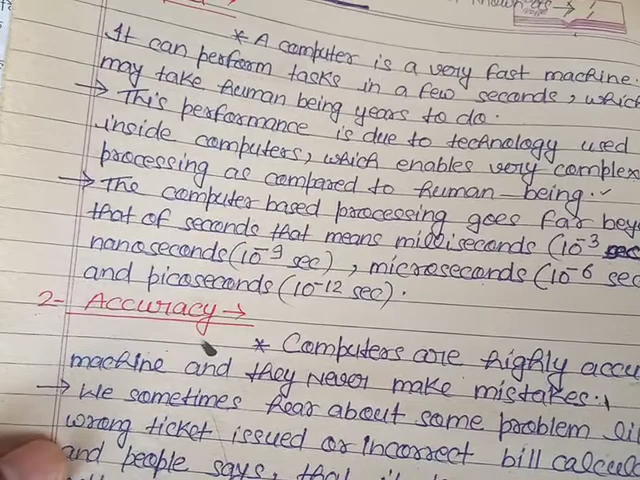 * A computer is a very fast machine.
It can perform tasks in a few seconds, which
may take human being years to do.
→ This performance is due to technology used
inside computers, which enables very complex
processing as compared to human being.
→ The computer based processing goes far
that of seconds that means milliseconds (10⁻³ sec
nanoseconds (10⁻⁹ sec), microseconds (10⁻⁶ sec
and picoseconds (10⁻¹² sec).
2- Accuracy →
* Computers are highly
machine and they Never make mistakes.
→ We sometimes hear about some problem
wrong ticket issued or incorrect bill
and people says, that